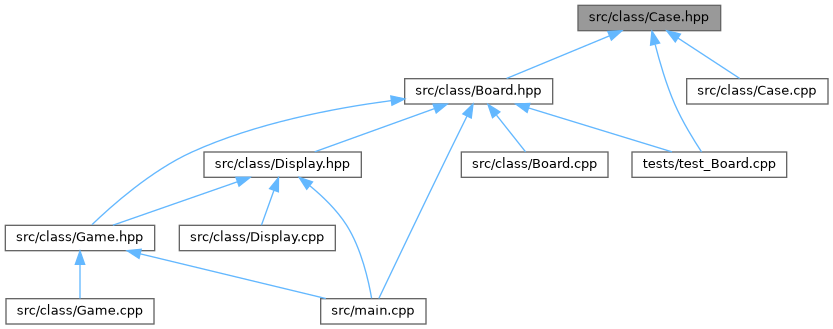 src/class/Case.hpp
src/class/Board.hpp
src/class/Case.cpp
src/class/Display.hpp
src/class/Board.cpp
tests/test_Board.cpp
src/class/Game.hpp
src/class/Display.cpp
src/class/Game.cpp
src/main.cpp